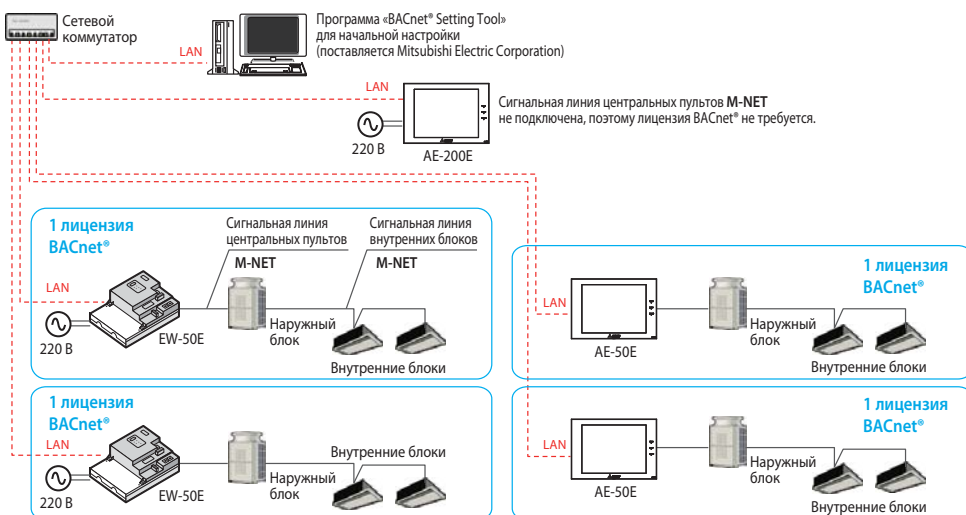 Сетевой
коммутатор
LAN
Программа «BACnet® Setting Tool»
для начальной настройки
(поставляется Mitsubishi Electric Corporation)
LAN
Сигнальная линия центральных пультов M-NET
не подключена, поэтому лицензия BACnet® не требуется.
220 В
AE-200E
1 лицензия
BACnet®
Сигнальная линия
центральных пультов
M-NET
Сигнальная линия
внутренних блоков
M-NET
LAN
220 В
EW-50E
Наружный
блок
Внутренние блоки
1 лицензия
BACnet®
LAN
AE-50E
Наружный
блок
Внутренние блоки
1 лицензия
BACnet®
LAN
220 В
EW-50E
Наружный
блок
Внутренние блоки
1 лицензия
BACnet®
LAN
AE-50E
Наружный
блок
Внутренние блоки